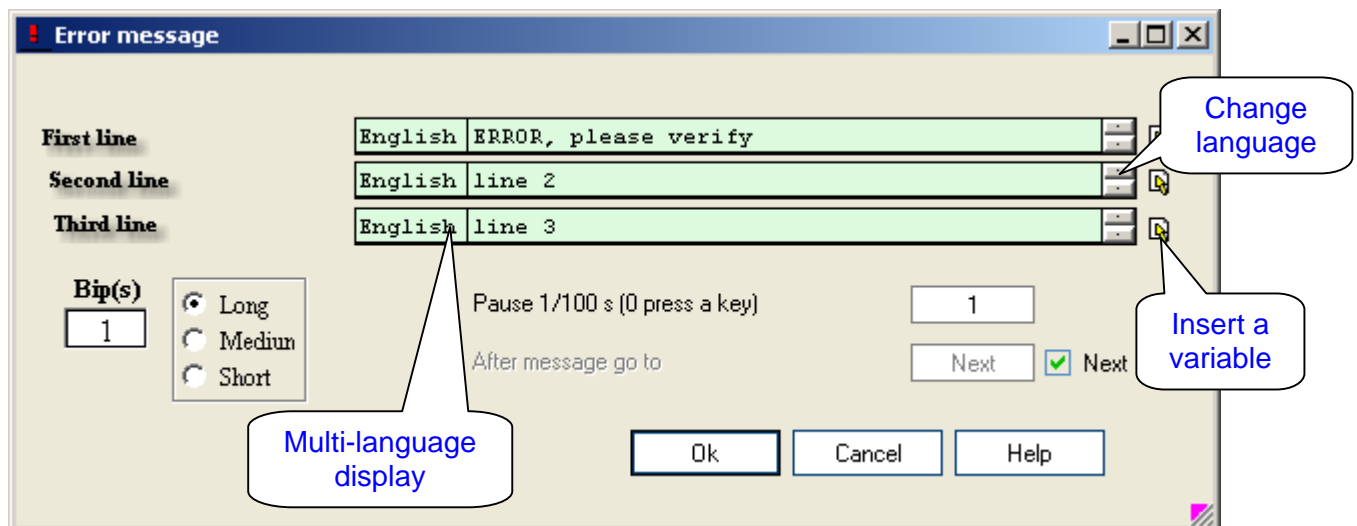 Error message
Change
language
First line English ERROR, please verify
Second line English line 2
Third line English line 3
Bip(s)
1
Long
Mediun
Short
Pause 1/100 s (0 press a key) 1
After message go to Next Next
Insert a
variable
Multi-language
display
Ok Cancel Help